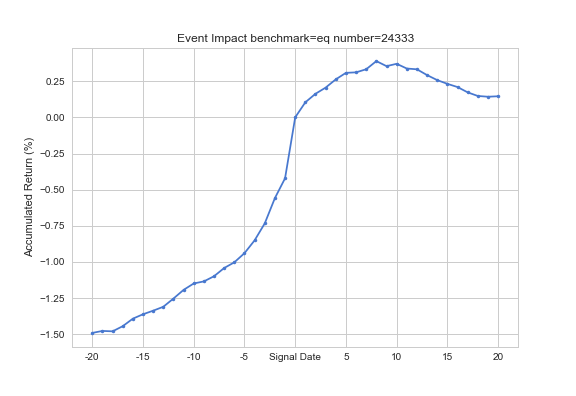 Event Impact benchmark=eq number=24333
Accumulated Return (%)
0.25
0.00
−0.25
−0.50
−0.75
−1.00
−1.25
−1.50
-20 -15 -10 -5 Signal Date 5 10 15 20